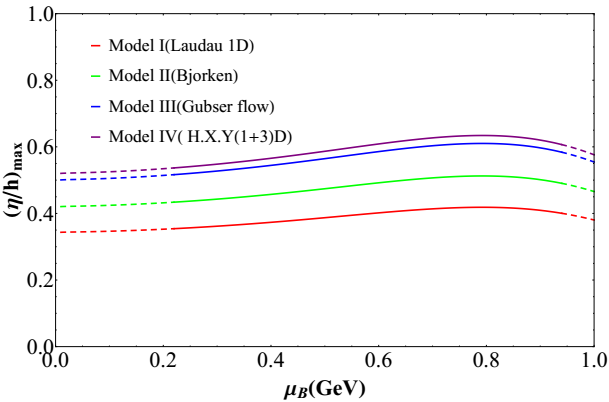 1.0
0.8
0.6
0.4
0.2
0.0
(η/h)max
Model I(Laudau 1D)
Model II(Bjorken)
Model III(Gubser flow)
Model IV( H.X.Y(1+3)D)
0.0 0.2 0.4 0.6 0.8 1.0
μB(GeV)